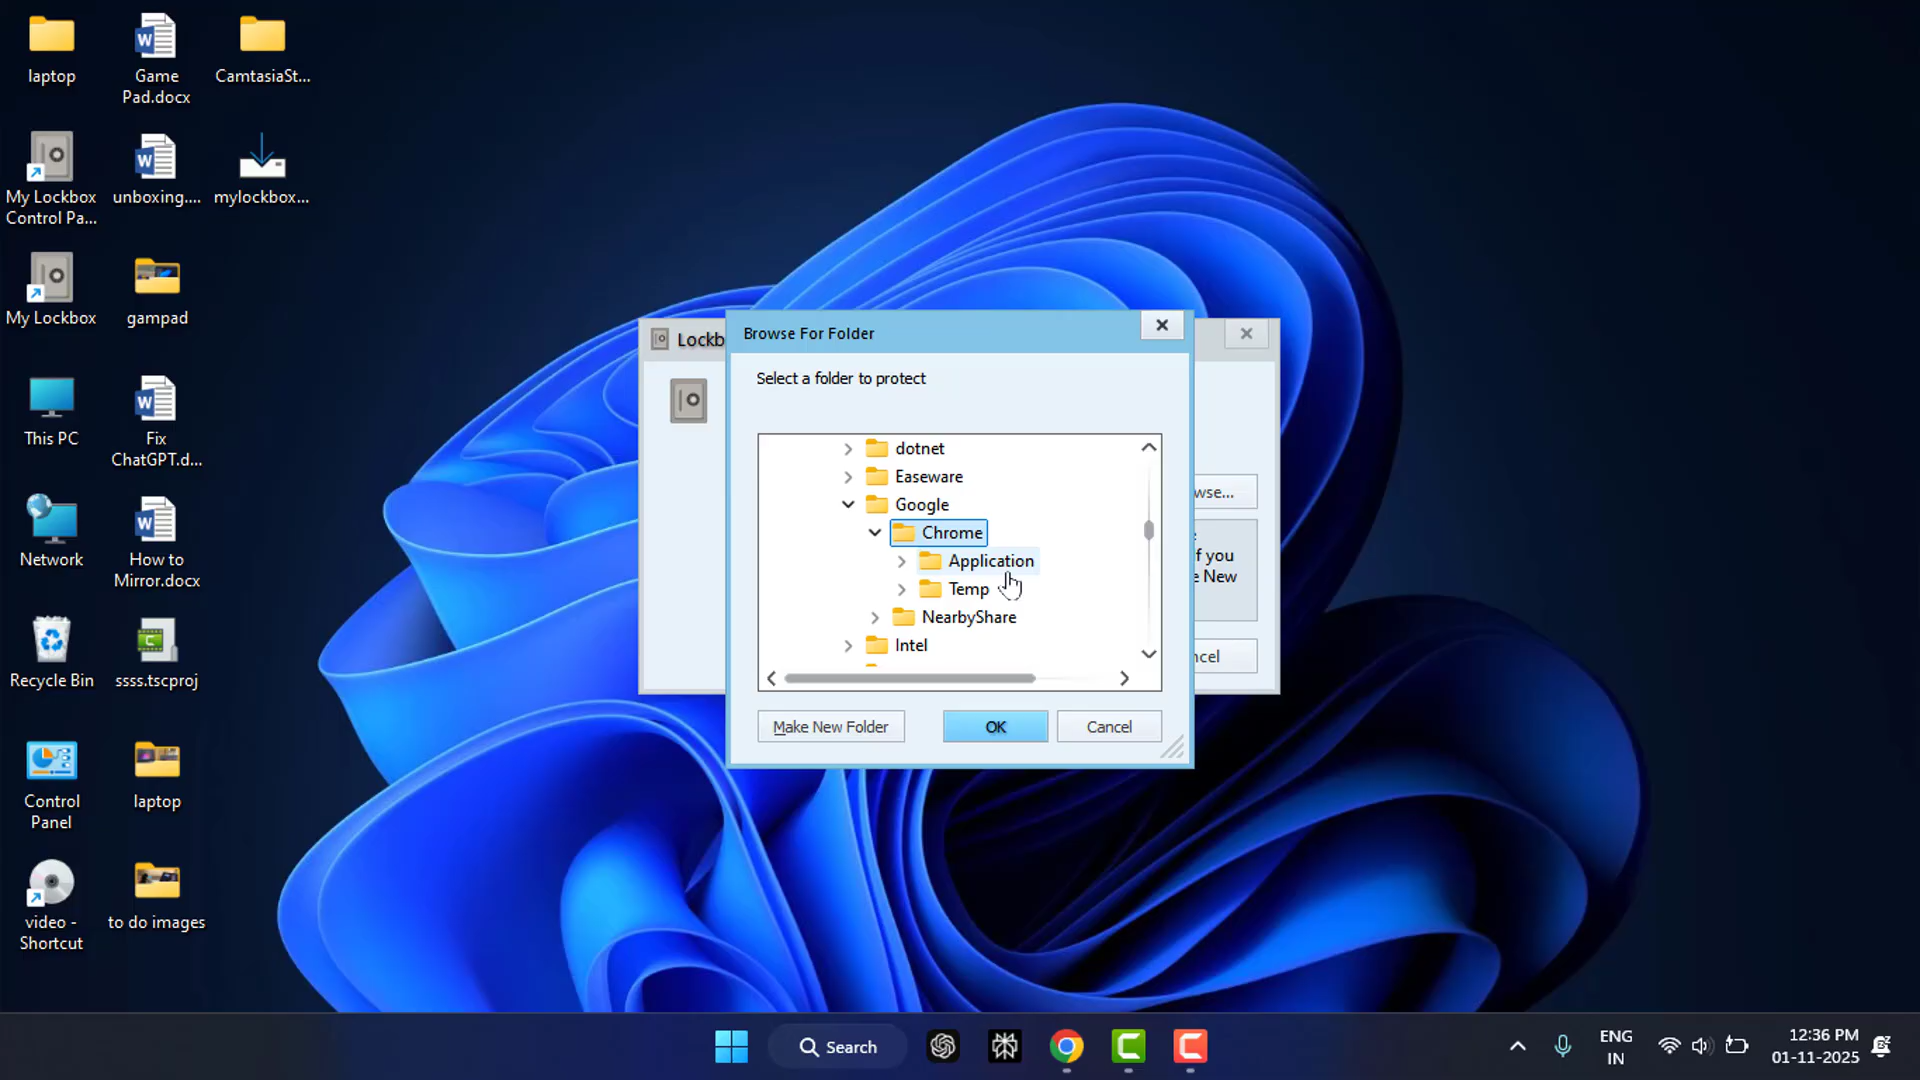 laptop
Game
Pad.docx
CamtasiaSt...
My Lockbox
Control Pa...
unboxing....
mylockbox...
My Lockbox
gampad
This PC
Fix
ChatGPT.d...
Network
How to
Mirror.docx
Recycle Bin
ssss.tscproj
Control
Panel
laptop
video -
Shortcut
to do images
Lockb
Browse For Folder
Select a folder to protect
dotnet
Easeware
Google
Chrome
Application
Temp
NearbyShare
Intel
Make New Folder
OK
Cancel
wse...
f you
e New
ncel
Search
ENG
IN
12:36 PM
01-11-2025